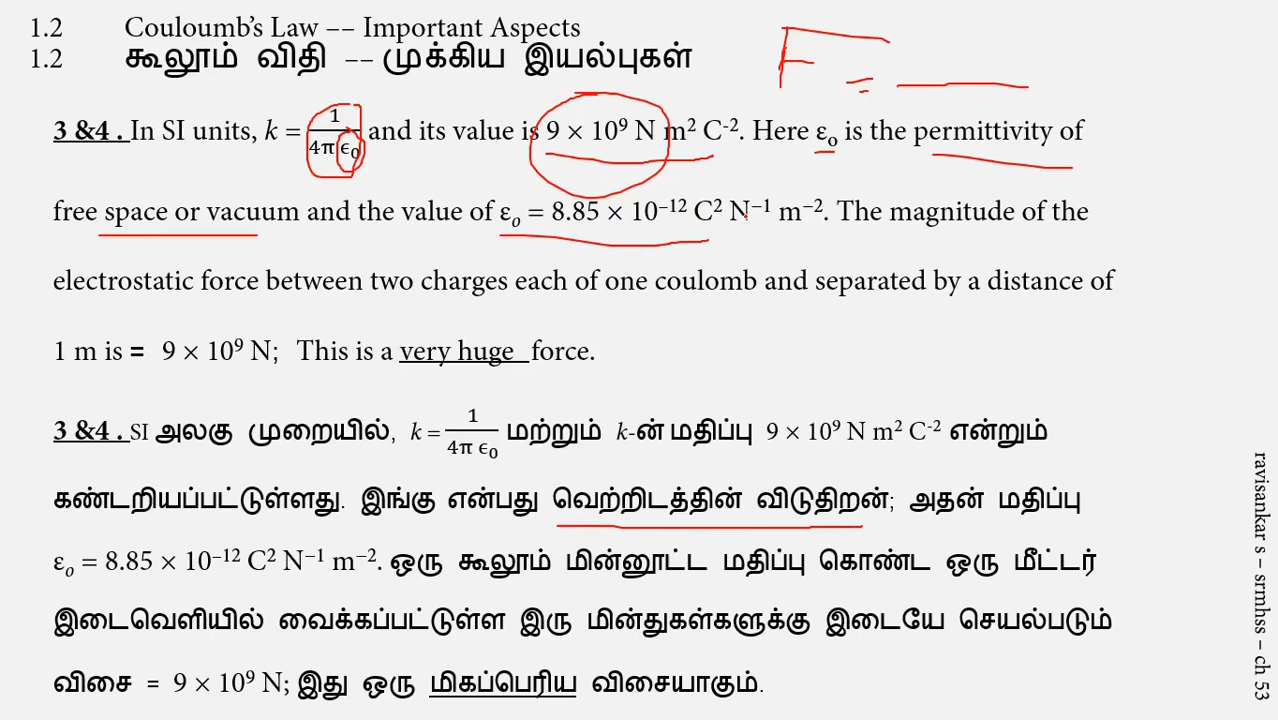 1.2 Couloumb's Law –– Important Aspects
1.2 கூலூம் விதி –– முக்கிய இயல்புகள்
F =
3 &4 . In SI units, k = 1/4π ϵ₀ and its value is 9 × 10⁹ N m² C⁻². Here εₒ is the permittivity of
free space or vacuum and the value of εₒ = 8.85 × 10⁻¹² C² N⁻¹ m⁻². The magnitude of the
electrostatic force between two charges each of one coulomb and separated by a distance of
1 m is = 9 × 10⁹ N; This is a very huge force.
3 &4 . SI அலகு முறையில், k = 1/4π ϵ₀ மற்றும் k-ன் மதிப்பு 9 × 10⁹ N m² C⁻² என்றும்
கண்டறியப்பட்டுள்ளது. இங்கு என்பது வெற்றிடத்தின் விடுதிறன்; அதன் மதிப்பு
εₒ = 8.85 × 10⁻¹² C² N⁻¹ m⁻². ஒரு கூலூம் மின்னூட்ட மதிப்பு கொண்ட ஒரு மீட்டர்
இடைவெளியில் வைக்கப்பட்டுள்ள இரு மின்துகள்களுக்கு இடையே செயல்படும்
விசை = 9 × 10⁹ N; இது ஒரு மிகப்பெரிய விசையாகும்.
ravisankar s – srmhss – ch 53